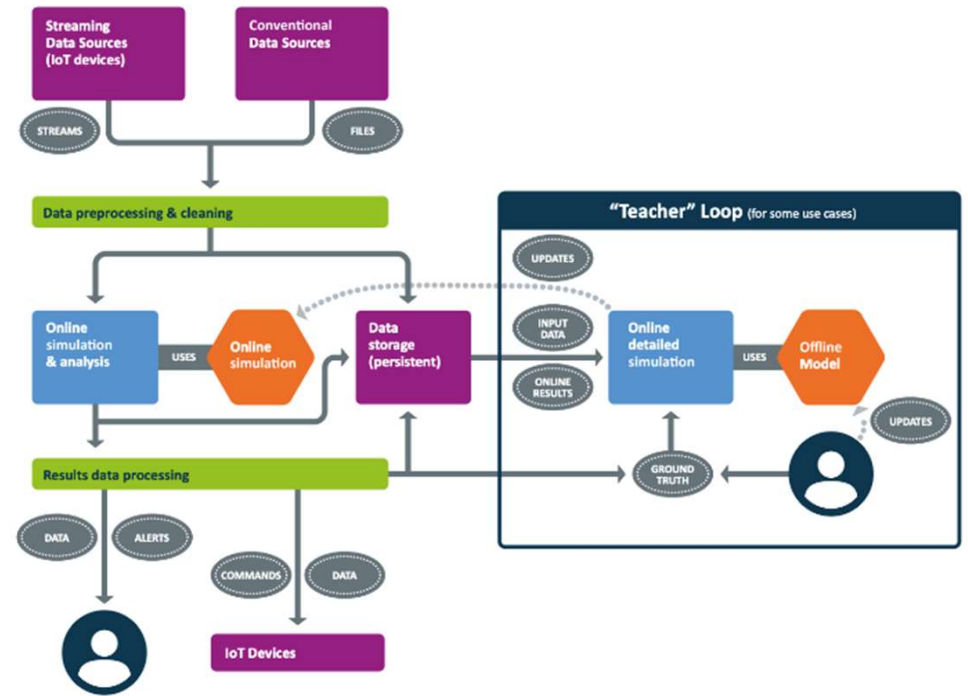 Streaming
Data Sources
(IoT devices)
Conventional
Data Sources
STREAMS
FILES
Data preprocessing & cleaning
"Teacher" Loop (for some use cases)
UPDATES
Online
simulation
& analysis
USES
Online
simulation
Data
storage
(persistent)
INPUT
DATA
ONLINE
RESULTS
Online
detailed
simulation
USES
Offline
Model
UPDATES
Results data processing
GROUND
TRUTH
DATA
ALERTS
COMMANDS
DATA
IoT Devices